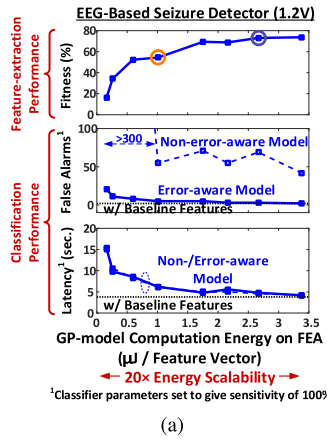 EEG-Based Seizure Detector (1.2V)
Feature-extraction
Performance
Fitness (%)
80
60
40
20
0
Classification
Performance
False Alarms1
100
80
60
40
20
0
>300
Non-error-aware Model
Error-aware Model
w/ Baseline Features
Latency1 (sec.)
20
15
10
5
0
Non-/Error-aware
Model
w/ Baseline Features
0 0.5 1 1.5 2 2.5 3 3.5
GP-model Computation Energy on FEA
(μJ / Feature Vector)
20× Energy Scalability
1Classifier parameters set to give sensitivity of 100%
(a)